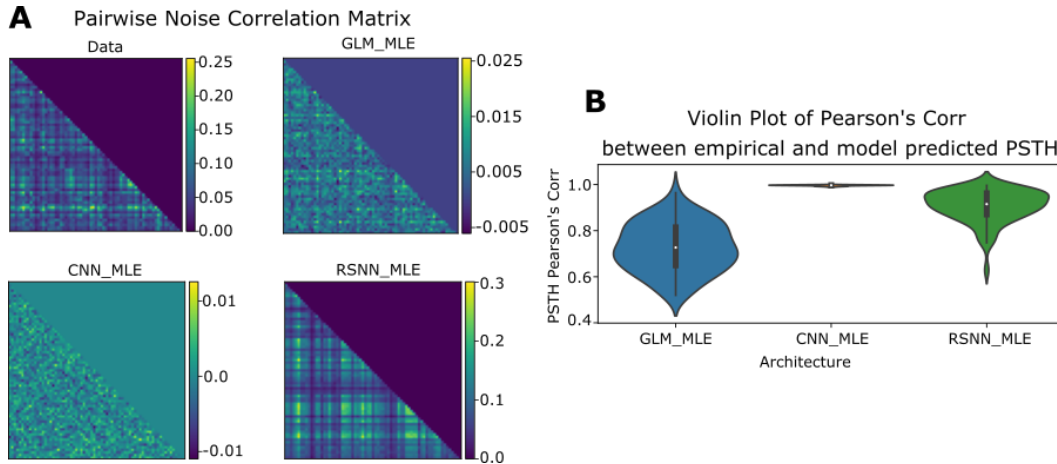 A
Pairwise Noise Correlation Matrix
Data
0.25
0.20
0.15
0.10
0.05
0.00
GLM_MLE
0.025
0.015
0.005
-0.005
CNN_MLE
0.01
0.0
-0.01
RSNN_MLE
0.3
0.2
0.1
0.0
B
Violin Plot of Pearson's Corr
between empirical and model predicted PSTH
PSTH Pearson's Corr
1.0
0.8
0.6
0.4
GLM_MLE
CNN_MLE
RSNN_MLE
Architecture